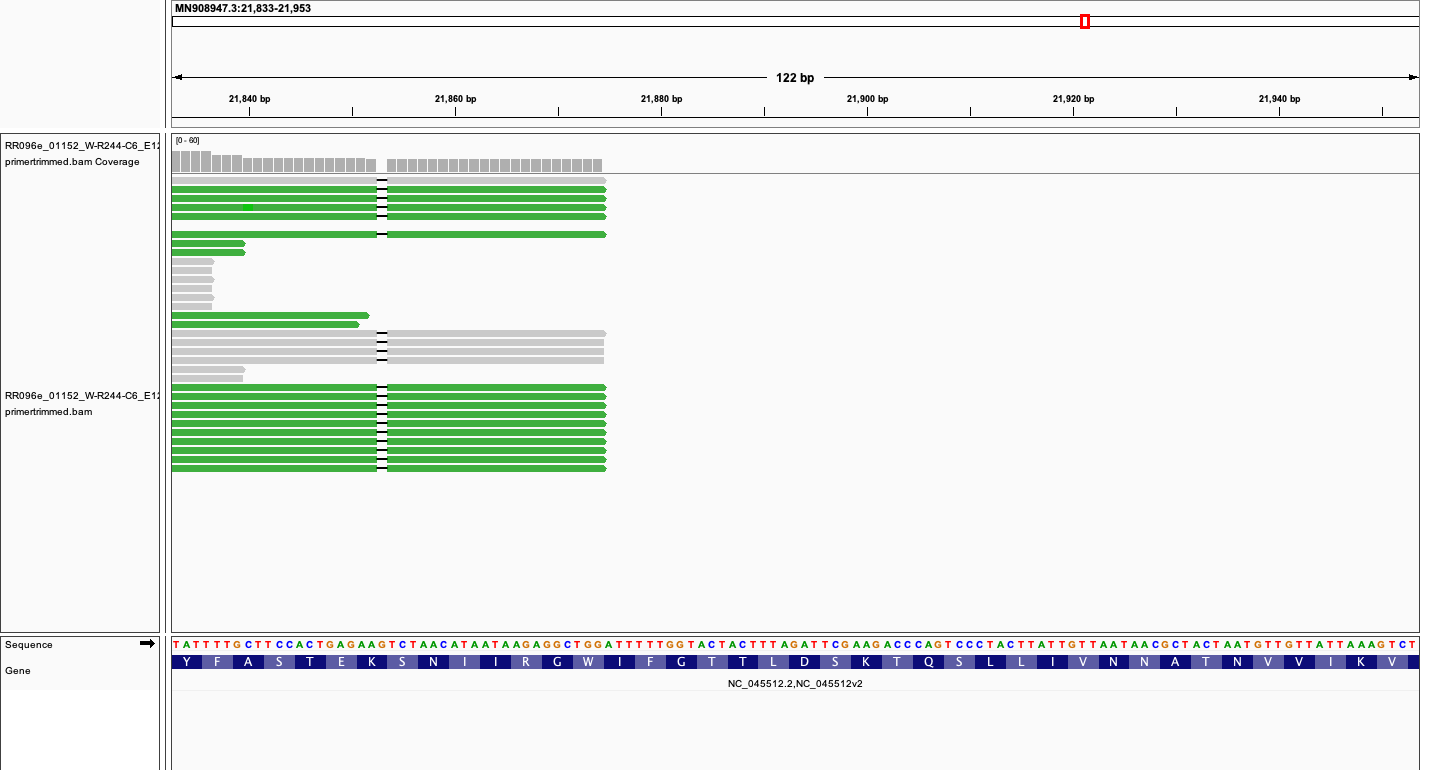 MN908947.3:21,833-21,953
122 bp
21,840 bp 21,860 bp 21,880 bp 21,900 bp 21,920 bp 21,940 bp
RR096e_01152_W-R244-C6_E12
primertrimmed.bam Coverage
[0 - 60]
RR096e_01152_W-R244-C6_E12
primertrimmed.bam
Sequence
TATTTTGCTTCCACTGAGAAGTCTAACATAATAAGAGGCTGGATTTTTGGTACTACTTTAGATTCGAAGACCCAGTCCCTACTTATTGTTAATAACGCTACTAATGTTGTTATTAAAGTCT
Gene
Y F A S T E K S N I I R G W I F G T T L D S K T Q S L L I V N N A T N V V I K V
NC_045512.2,NC_045512v2